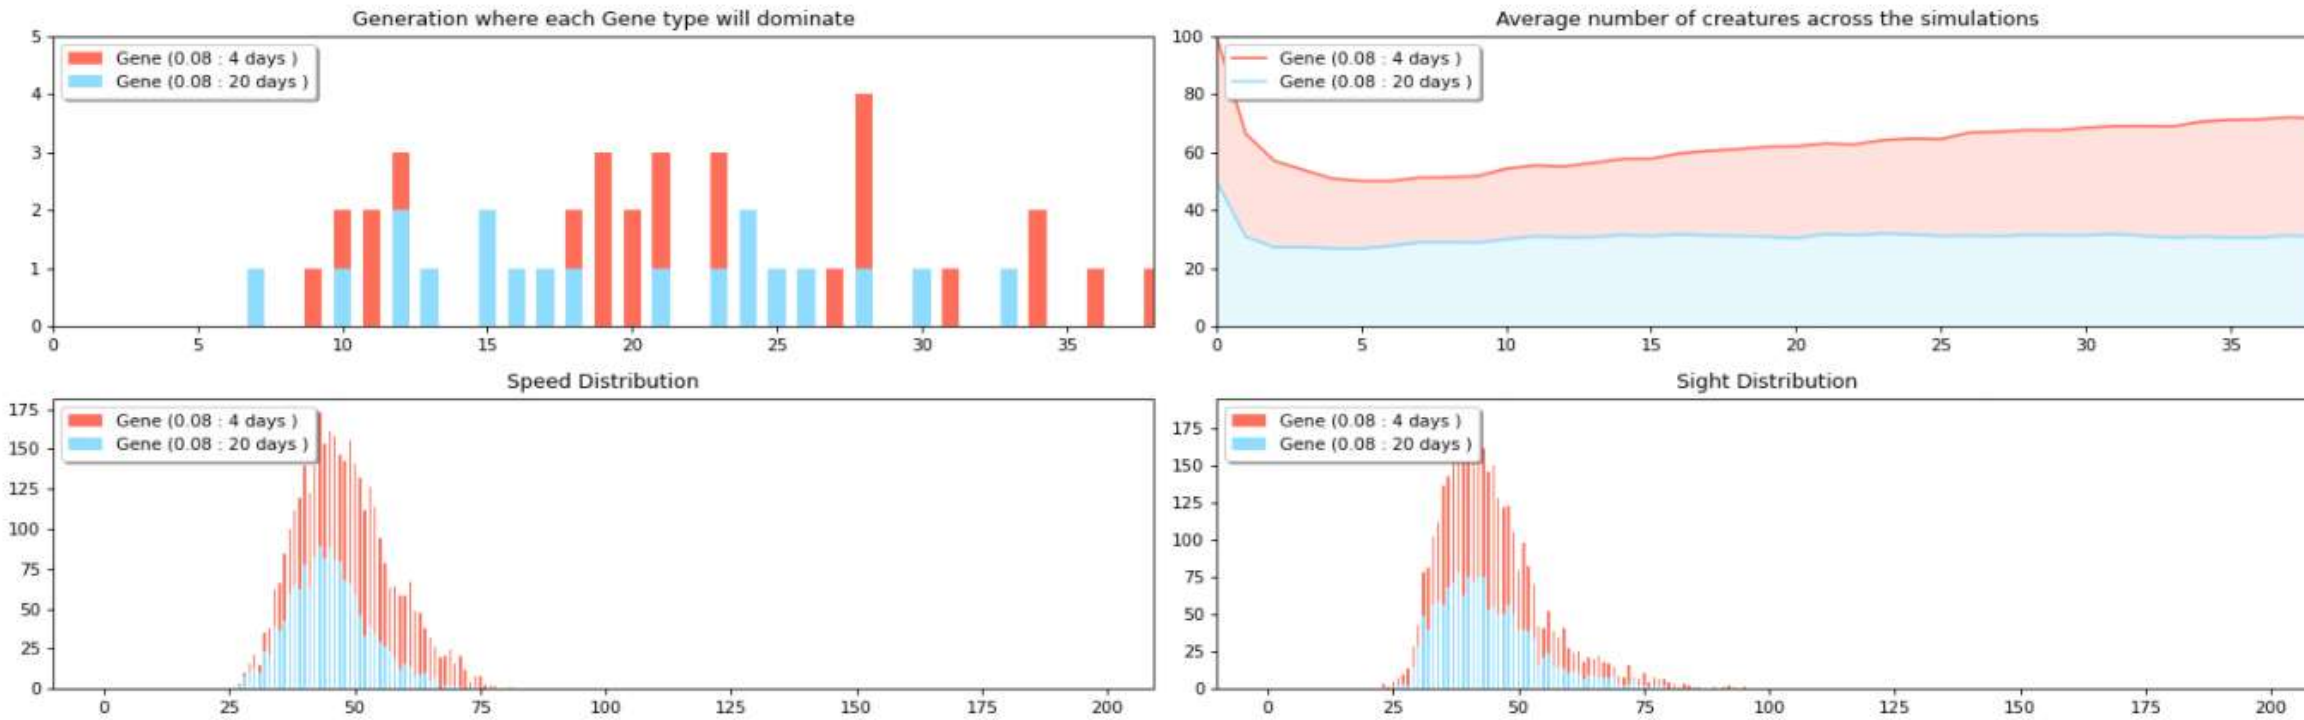 Generation where each Gene type will dominate
5
4
3
2
1
0
Gene (0.08 : 4 days )
Gene (0.08 : 20 days )
0 5 10 15 20 25 30 35
Average number of creatures across the simulations
100
80
60
40
20
0
Gene (0.08 : 4 days )
Gene (0.08 : 20 days )
0 5 10 15 20 25 30 35
Speed Distribution
175
150
125
100
75
50
25
0
Gene (0.08 : 4 days )
Gene (0.08 : 20 days )
0 25 50 75 100 125 150 175 200
Sight Distribution
175
150
125
100
75
50
25
0
Gene (0.08 : 4 days )
Gene (0.08 : 20 days )
0 25 50 75 100 125 150 175 200